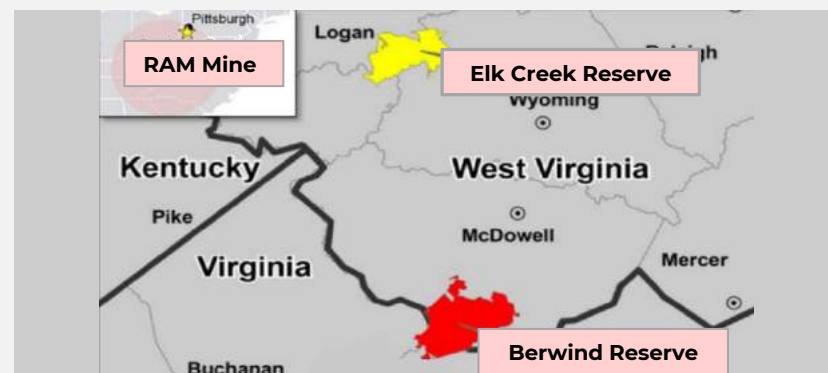 Pittsburgh
RAM Mine
Logan
Elk Creek Reserve
Wyoming
Kentucky
West Virginia
Pike
McDowell
Virginia
Mercer
Berwind Reserve
Buchanan